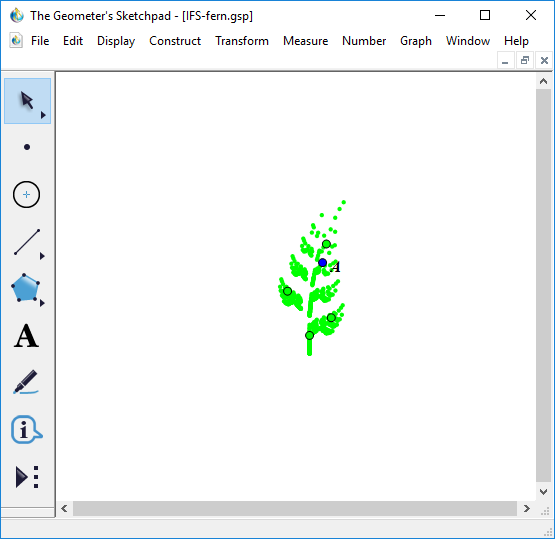 The Geometer's Sketchpad - [IFS-fern.gsp]
File Edit Display Construct Transform Measure Number Graph Window Help
A
A